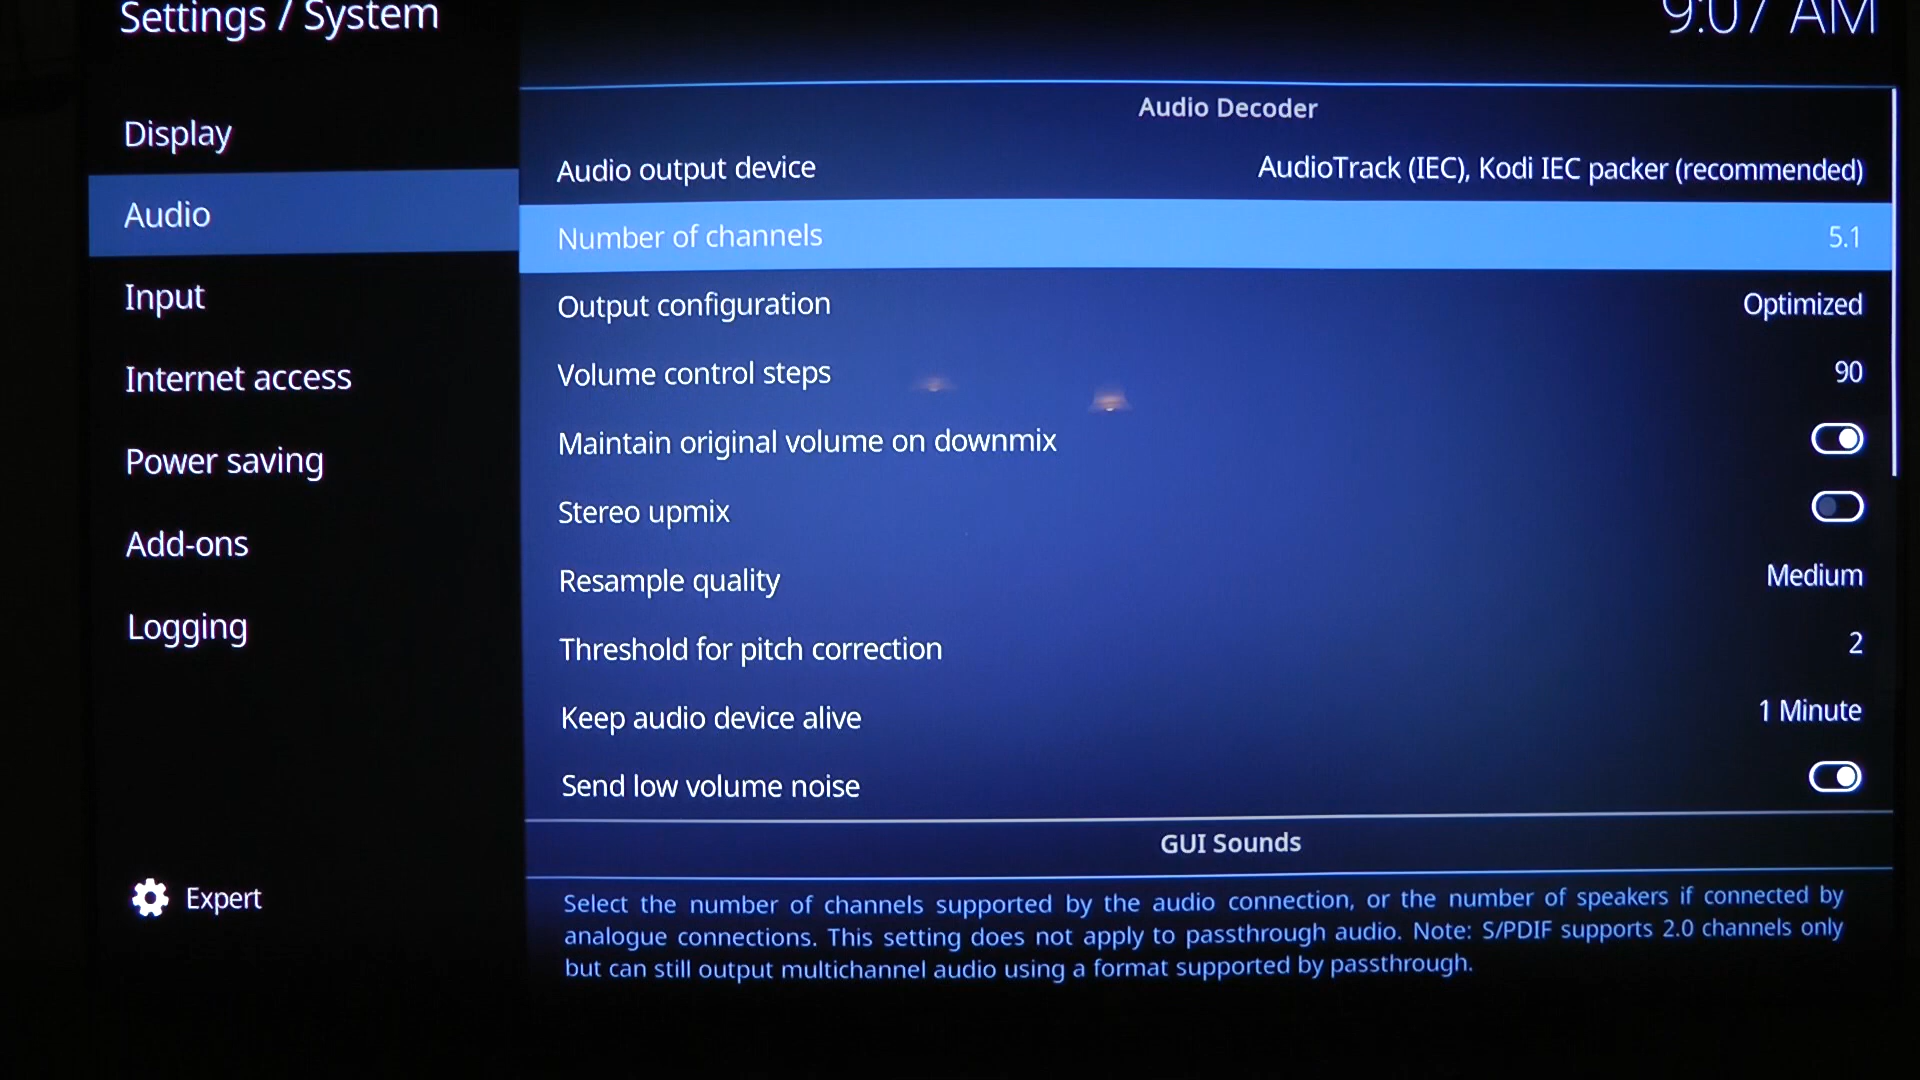 Settings / System
9:07 AM
Display
Audio
Input
Internet access
Power saving
Add-ons
Logging
Expert
Audio Decoder
Audio output device AudioTrack (IEC), Kodi IEC packer (recommended)
Number of channels 5.1
Output configuration Optimized
Volume control steps 90
Maintain original volume on downmix
Stereo upmix
Resample quality Medium
Threshold for pitch correction 2
Keep audio device alive 1 Minute
Send low volume noise
GUI Sounds
Select the number of channels supported by the audio connection, or the number of speakers if connected by
analogue connections. This setting does not apply to passthrough audio. Note: S/PDIF supports 2.0 channels only
but can still output multichannel audio using a format supported by passthrough.